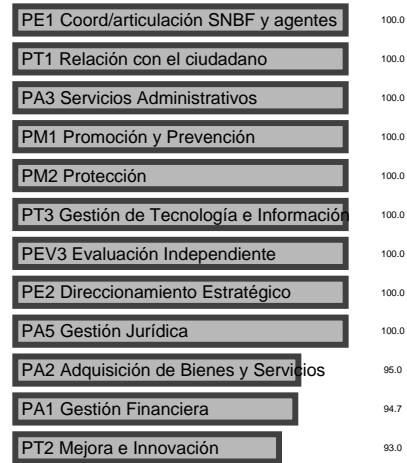 PE1 Coord/articulación SNBF y agentes 100.0
PT1 Relación con el ciudadano 100.0
PA3 Servicios Administrativos 100.0
PM1 Promoción y Prevención 100.0
PM2 Protección 100.0
PT3 Gestión de Tecnología e Información 100.0
PEV3 Evaluación Independiente 100.0
PE2 Direccionamiento Estratégico 100.0
PA5 Gestión Jurídica 100.0
PA2 Adquisición de Bienes y Servicios 95.0
PA1 Gestión Financiera 94.7
PT2 Mejora e Innovación 93.0